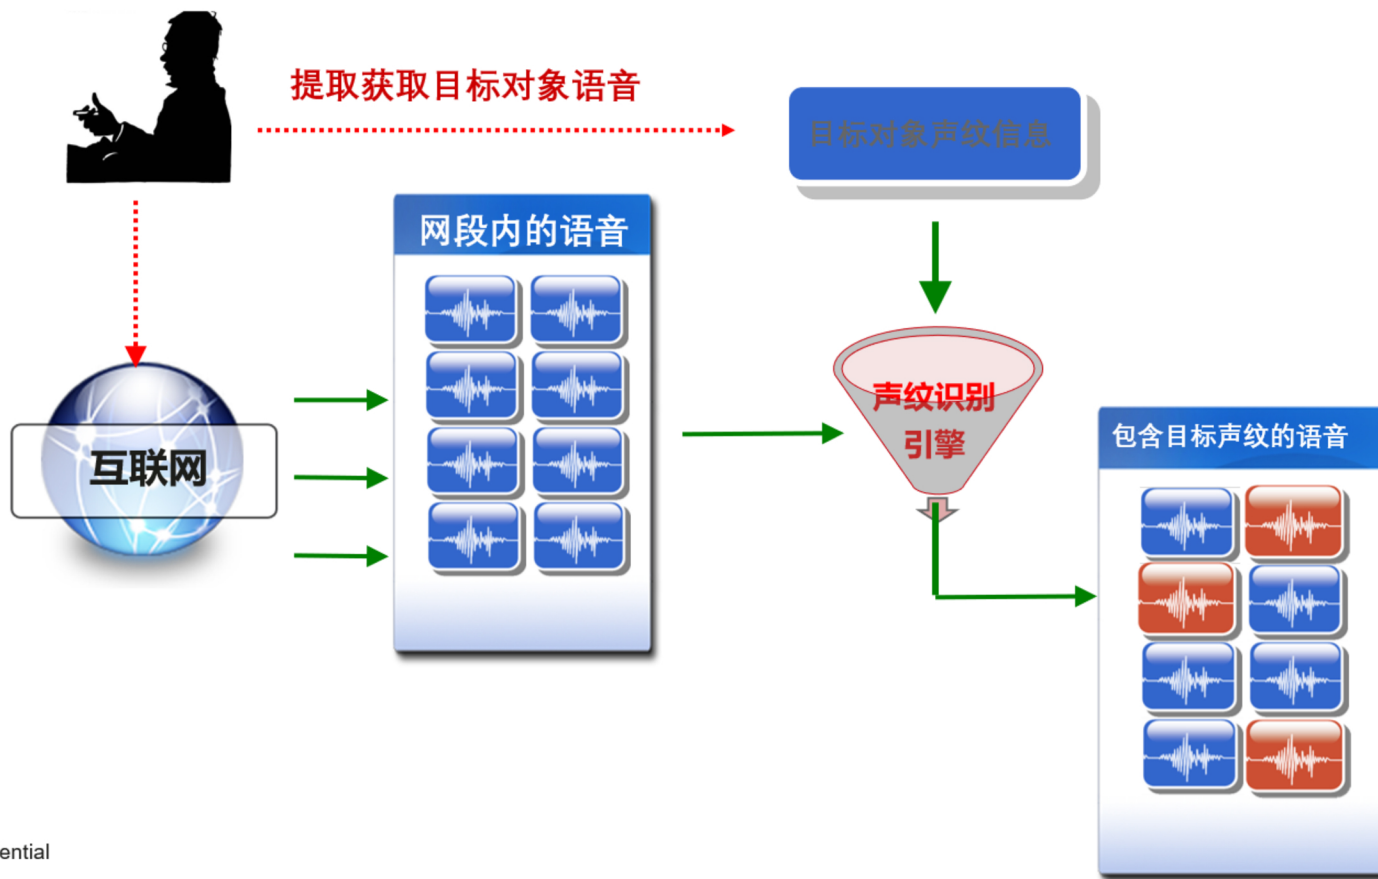 提取获取目标对象语音
目标对象声纹信息
网段内的语音
声纹识别
引擎
包含目标声纹的语音
互联网
ential